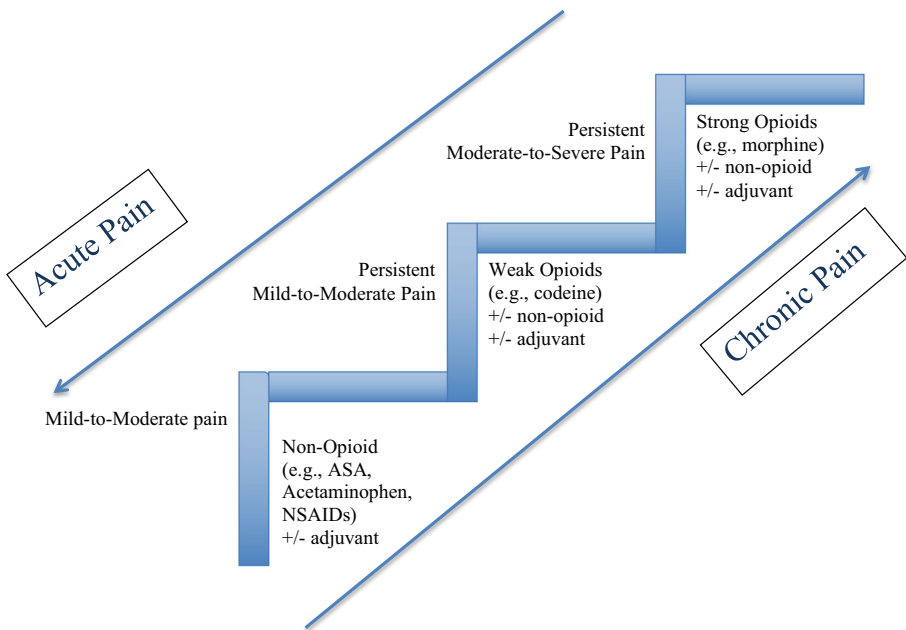 Acute Pain
Persistent
Moderate-to-Severe Pain
Strong Opioids
(e.g., morphine)
+/- non-opioid
+/- adjuvant
Persistent
Mild-to-Moderate Pain
Weak Opioids
(e.g., codeine)
+/- non-opioid
+/- adjuvant
Chronic Pain
Mild-to-Moderate pain
Non-Opioid
(e.g., ASA,
Acetaminophen,
NSAIDs)
+/- adjuvant